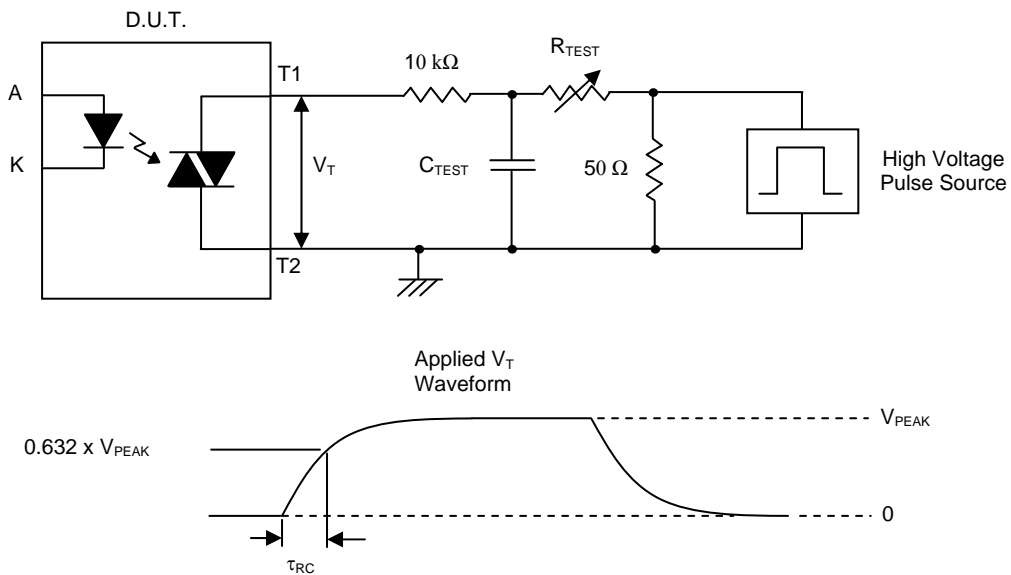 D.U.T.
A
K
T1
T2
V_T
10 kΩ
C_TEST
R_TEST
50 Ω
High Voltage
Pulse Source
Applied V_T
Waveform
V_PEAK
0.632 x V_PEAK
0
τ_RC